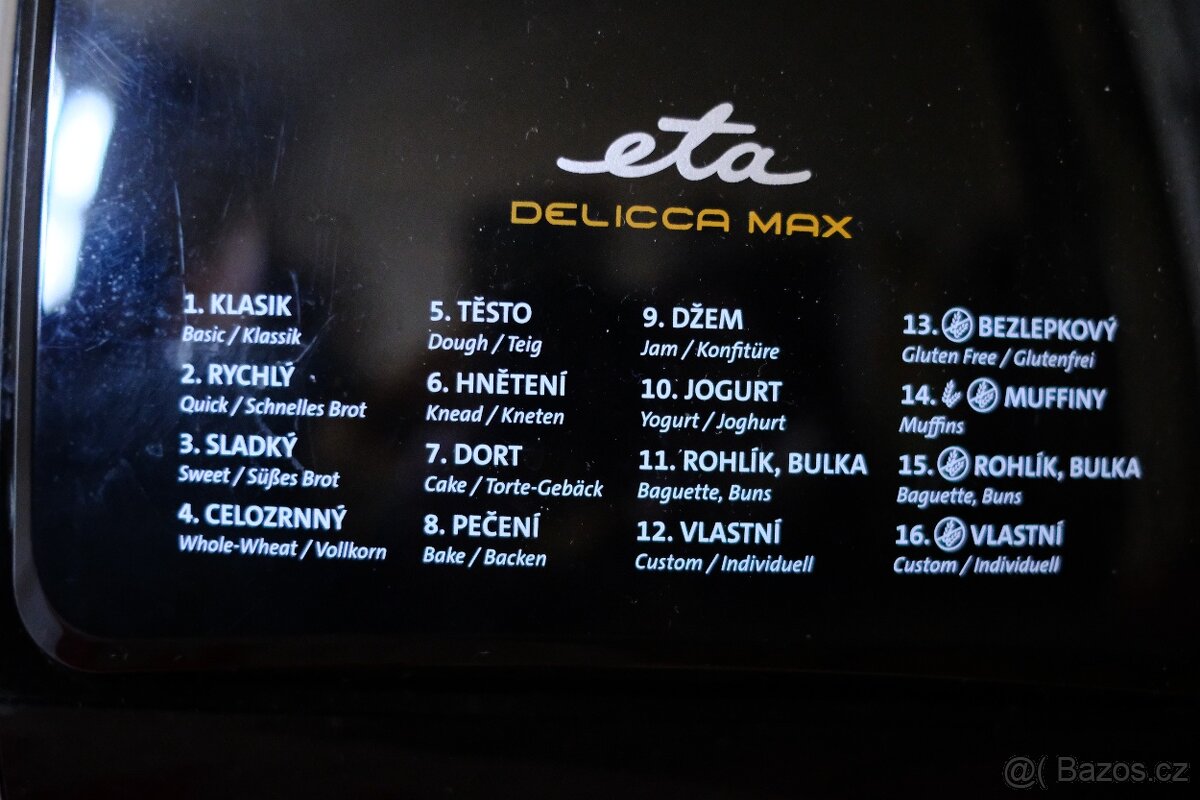 eta
DELICCA MAX
1. KLASIK
Basic / Klassik
2. RYCHLÝ
Quick / Schnelles Brot
3. SLADKÝ
Sweet / Süßes Brot
4. CELOZRNNÝ
Whole-Wheat / Vollkorn
5. TĚSTO
Dough / Teig
6. HNĚTENÍ
Knead / Kneten
7. DORT
Cake / Torte-Gebäck
8. PEČENÍ
Bake / Backen
9. DŽEM
Jam / Konfitüre
10. JOGURT
Yogurt / Joghurt
11. ROHLÍK, BULKA
Baguette, Buns
12. VLASTNÍ
Custom / Individuell
13. BEZLEPKOVÝ
Gluten Free / Glutenfrei
14. MUFFINY
Muffins
15. ROHLÍK, BULKA
Baguette, Buns
16. VLASTNÍ
Custom / Individuell
@( Bazos.cz